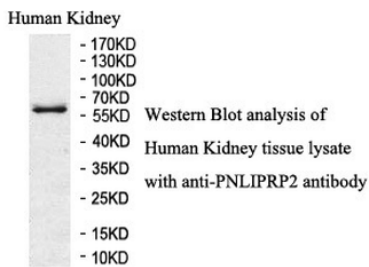 Human Kidney
- 170KD
- 130KD
- 100KD
- 70KD
- 55KD
- 40KD
- 35KD
- 25KD
- 15KD
- 10KD
Western Blot analysis of
Human Kidney tissue lysate
with anti-PNLIPRP2 antibody